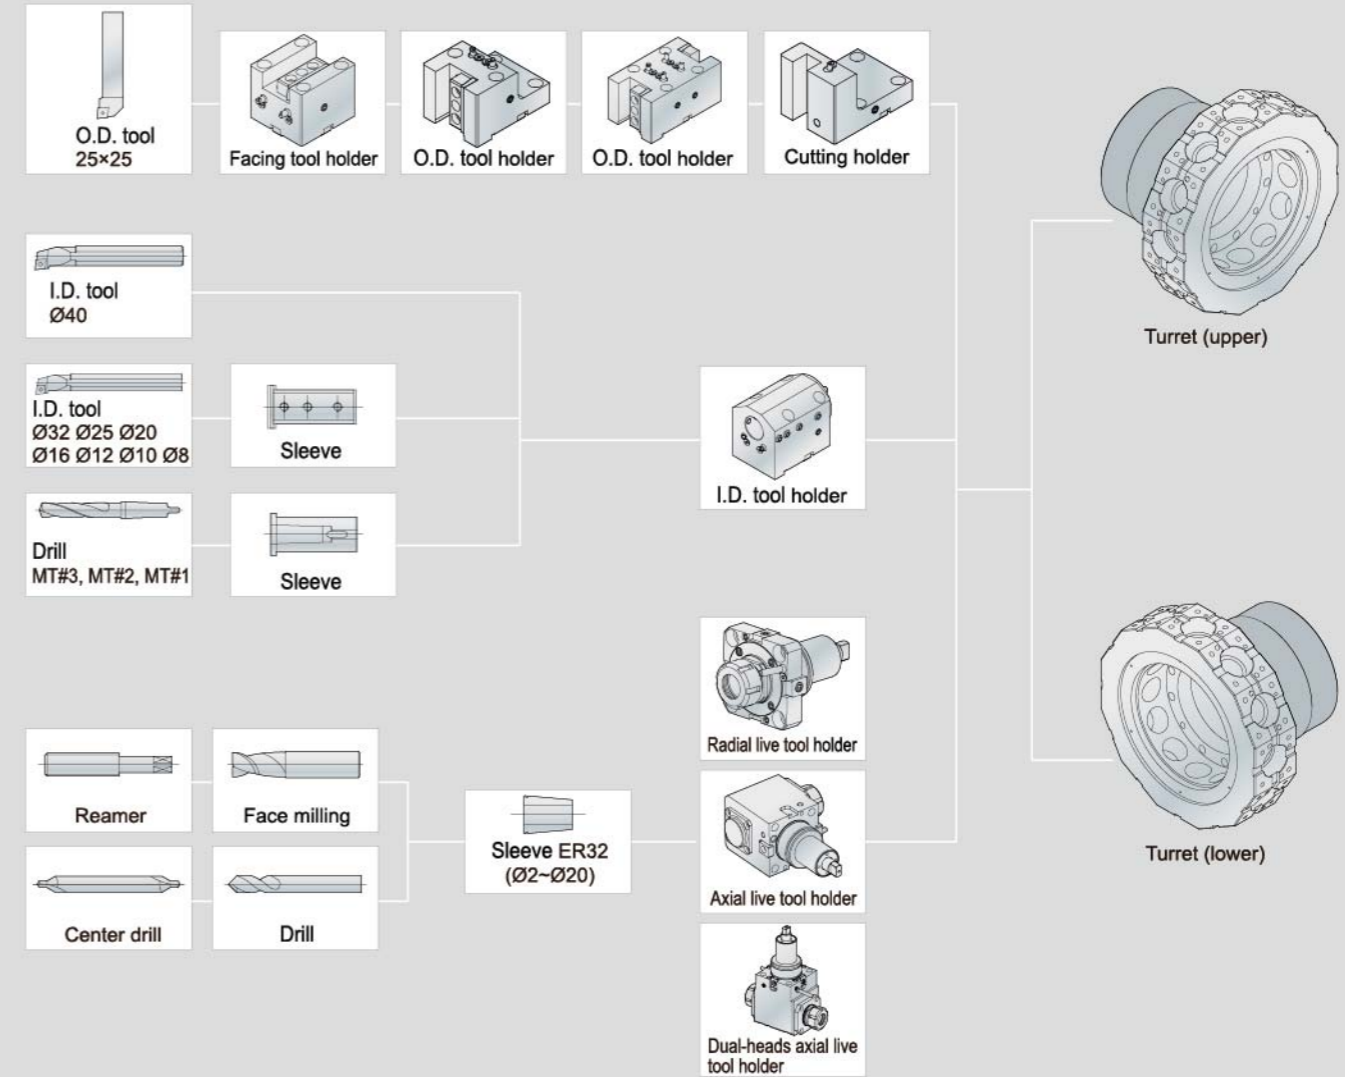 O.D. tool
25×25
Facing tool holder
O.D. tool holder
O.D. tool holder
Cutting holder
I.D. tool
Ø40
Turret (upper)
I.D. tool
Ø32 Ø25 Ø20
Ø16 Ø12 Ø10 Ø8
Sleeve
I.D. tool holder
Drill
MT#3, MT#2, MT#1
Sleeve
Radial live tool holder
Reamer
Face milling
Sleeve ER32
(Ø2~Ø20)
Axial live tool holder
Turret (lower)
Center drill
Drill
Dual-heads axial live
tool holder